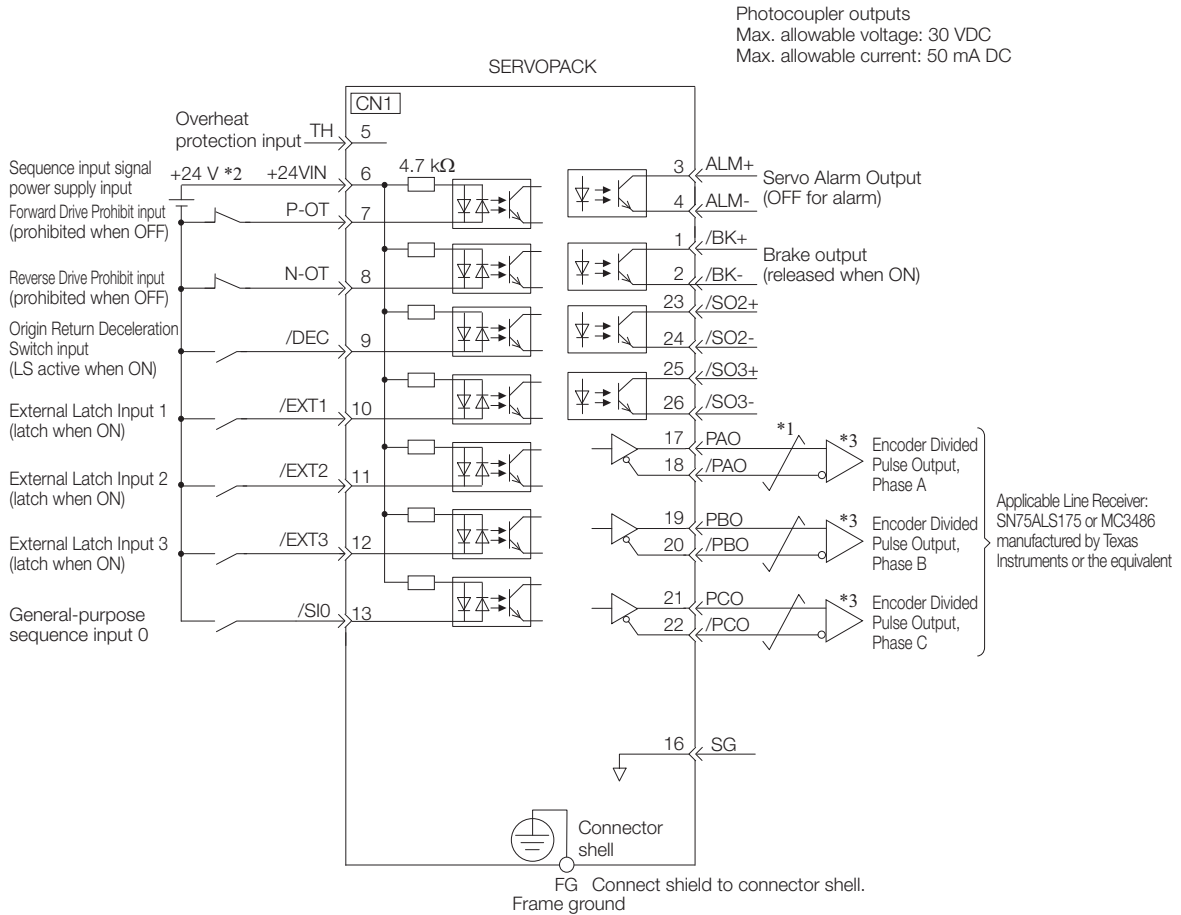 Photocoupler outputs
Max. allowable voltage: 30 VDC
Max. allowable current: 50 mA DC
SERVOPACK
CN1
Overheat
protection input
TH
5
Sequence input signal
power supply input
+24 V *2
+24VIN
6
4.7 kΩ
Forward Drive Prohibit input
(prohibited when OFF)
P-OT
7
Reverse Drive Prohibit input
(prohibited when OFF)
N-OT
8
Origin Return Deceleration
Switch input
(LS active when ON)
/DEC
9
External Latch Input 1
(latch when ON)
/EXT1
10
External Latch Input 2
(latch when ON)
/EXT2
11
External Latch Input 3
(latch when ON)
/EXT3
12
General-purpose
sequence input 0
/SI0
13
3
ALM+
4
ALM-
Servo Alarm Output
(OFF for alarm)
1
/BK+
2
/BK-
Brake output
(released when ON)
23
/SO2+
24
/SO2-
25
/SO3+
26
/SO3-
17
PAO
18
/PAO
*1
*3
Encoder Divided
Pulse Output,
Phase A
19
PBO
20
/PBO
*3
Encoder Divided
Pulse Output,
Phase B
21
PCO
22
/PCO
*3
Encoder Divided
Pulse Output,
Phase C
Applicable Line Receiver:
SN75ALS175 or MC3486
manufactured by Texas
Instruments or the equivalent
16
SG
Connector
shell
FG
Connect shield to connector shell.
Frame ground